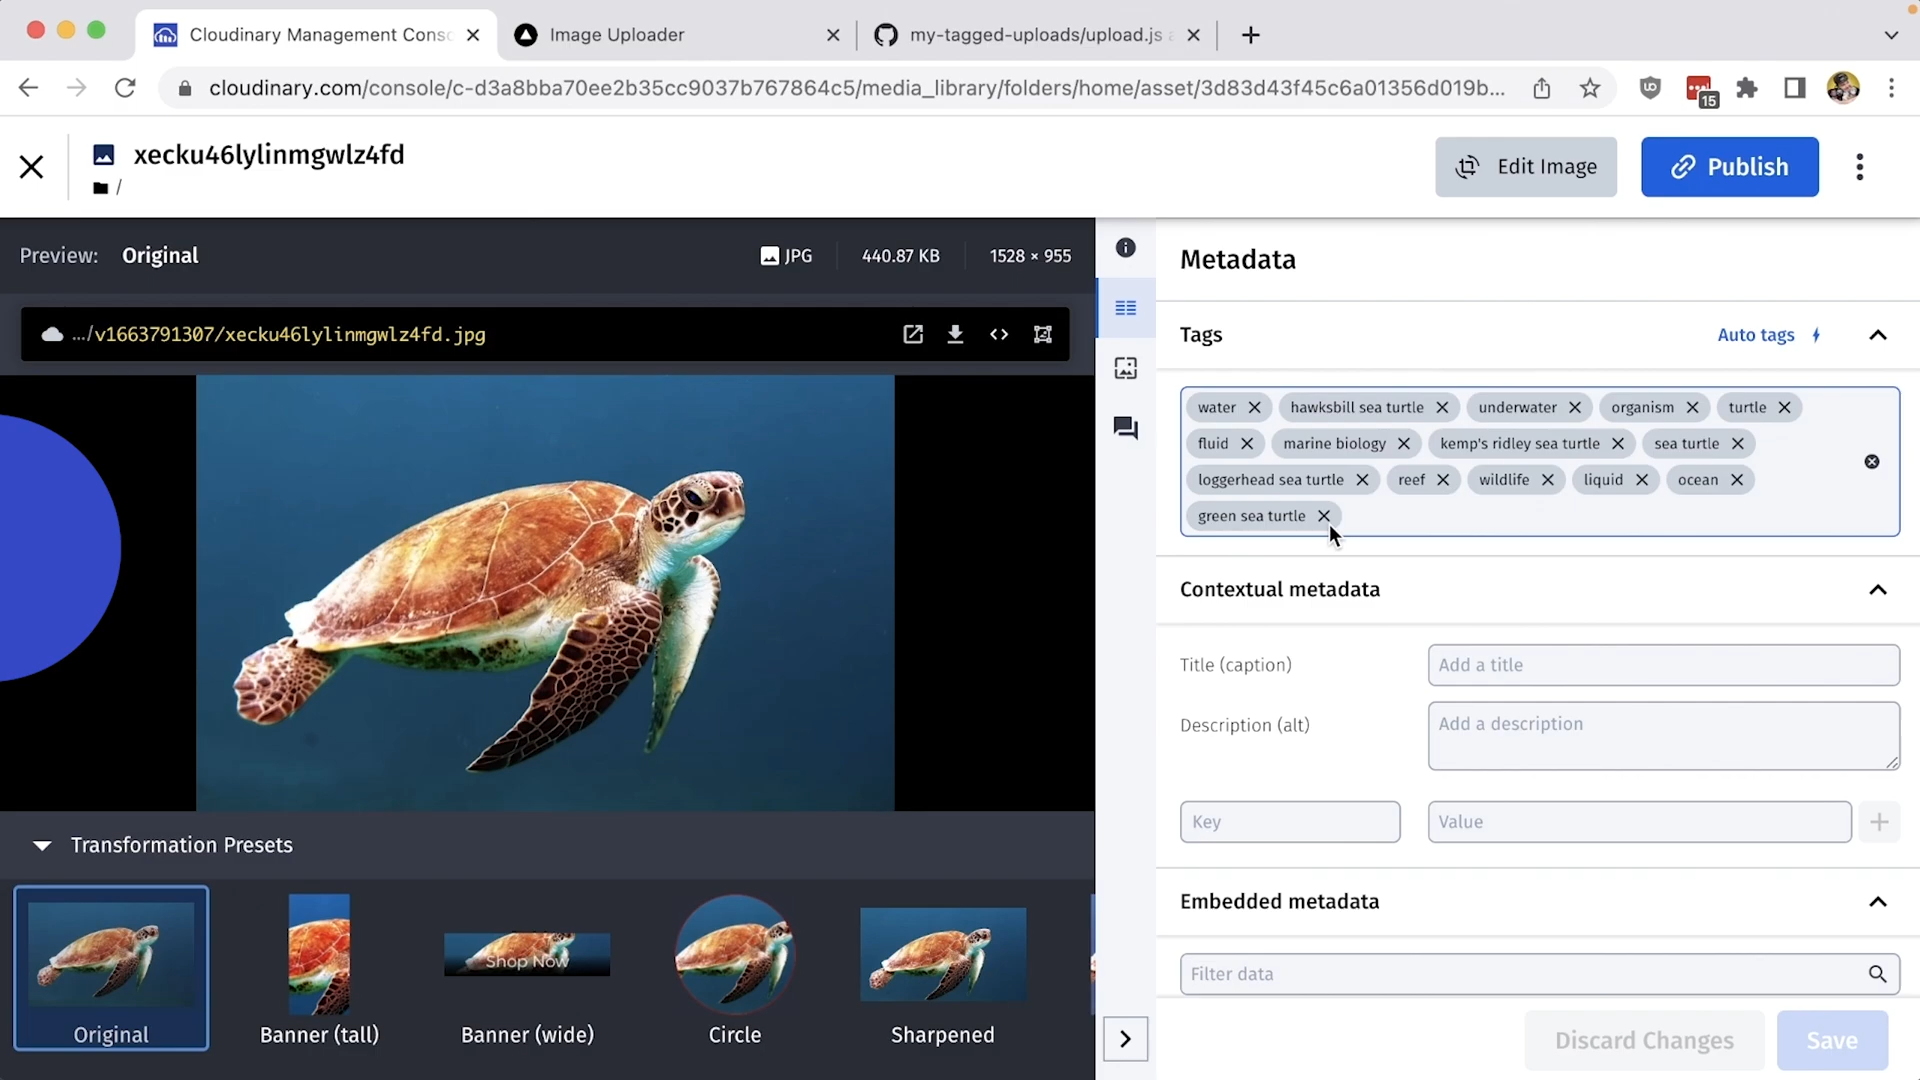 Cloudinary Management Cons
Image Uploader
my-tagged-uploads/upload.js a
cloudinary.com/console/c-d3a8bba70ee2b35cc9037b767864c5/media_library/folders/home/asset/3d83d43f45c6a01356d019b...
15
xecku46lylinmgwlz4fd
/
Edit Image
Publish
Preview: Original
JPG
440.87 KB
1528 × 955
.../v1663791307/xecku46lylinmgwlz4fd.jpg
Metadata
Tags
Auto tags
water
hawksbill sea turtle
underwater
organism
turtle
fluid
marine biology
kemp's ridley sea turtle
sea turtle
loggerhead sea turtle
reef
wildlife
liquid
ocean
green sea turtle
Contextual metadata
Title (caption)
Add a title
Description (alt)
Add a description
Key
Value
Embedded metadata
Filter data
Transformation Presets
Shop Now
Original
Banner (tall)
Banner (wide)
Circle
Sharpened
Discard Changes
Save